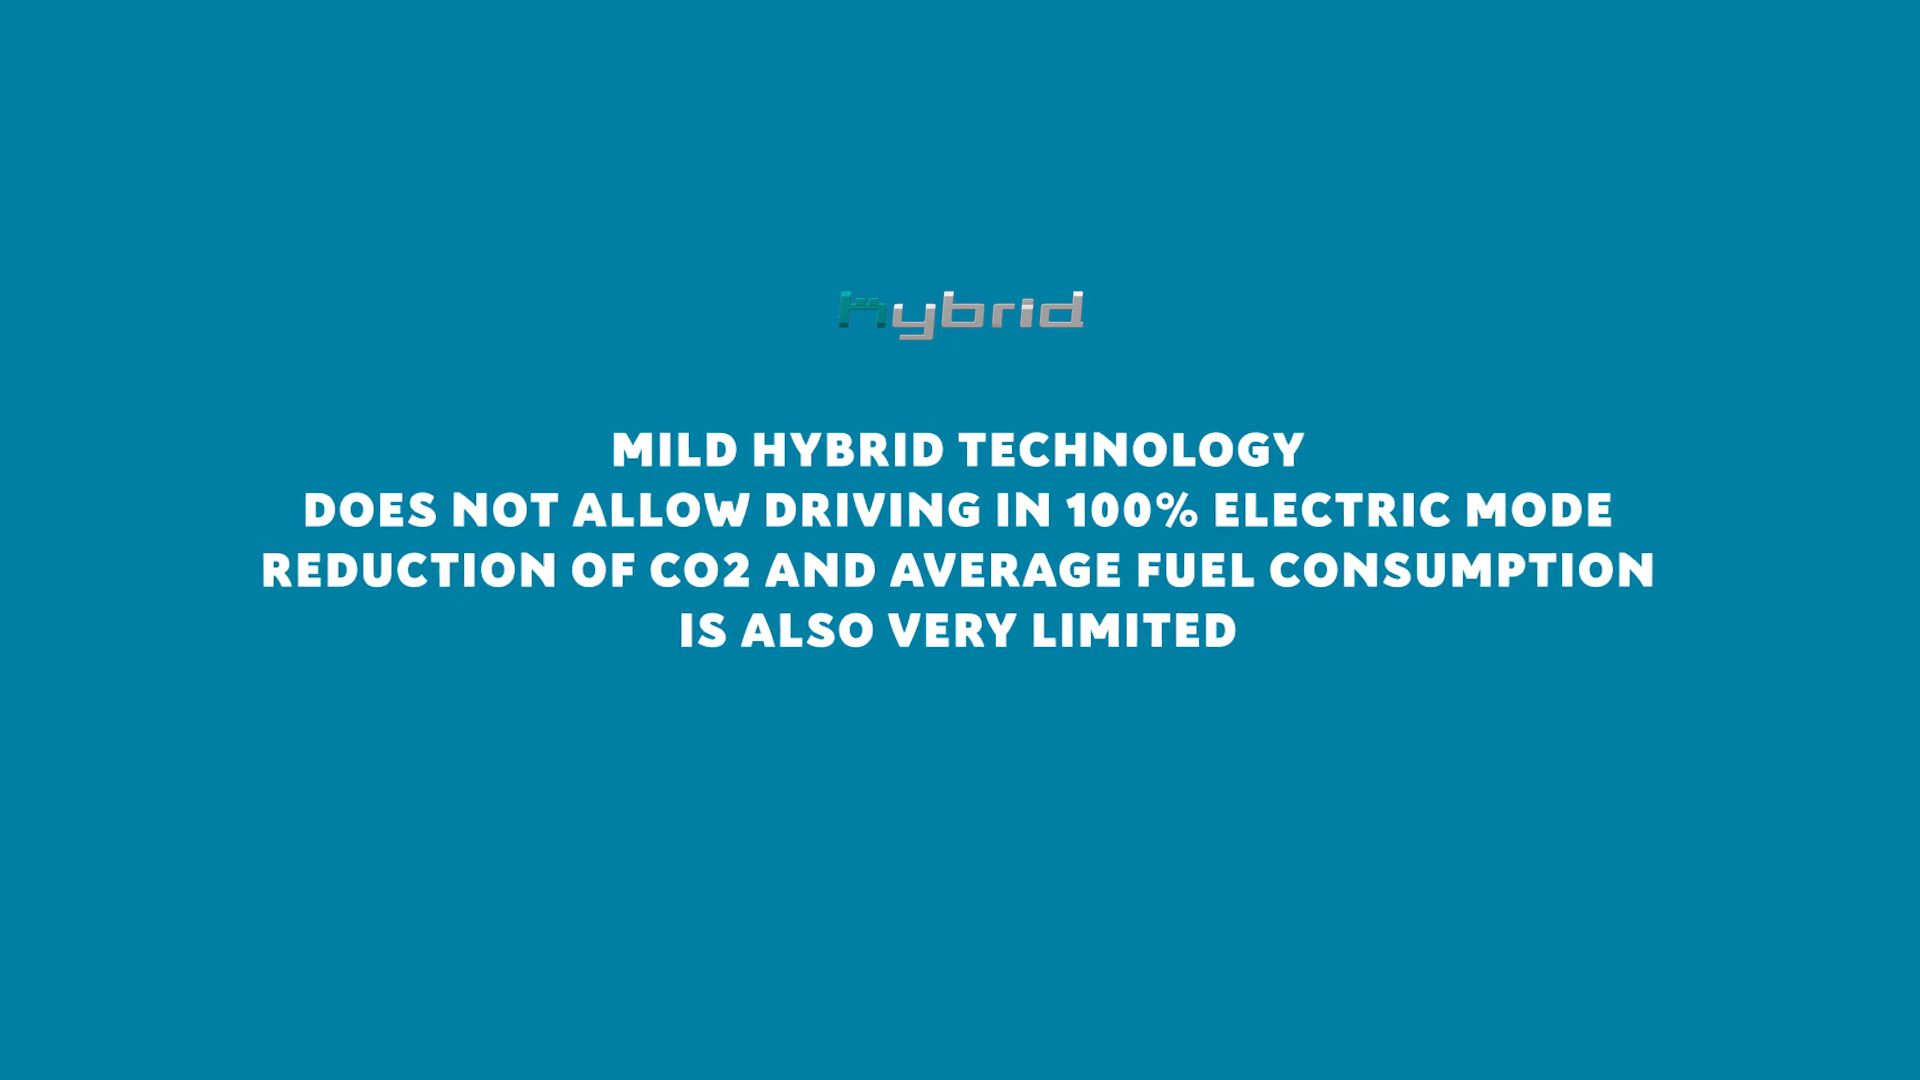 Hybrid
MILD HYBRID TECHNOLOGY
DOES NOT ALLOW DRIVING IN 100% ELECTRIC MODE
REDUCTION OF CO2 AND AVERAGE FUEL CONSUMPTION
IS ALSO VERY LIMITED